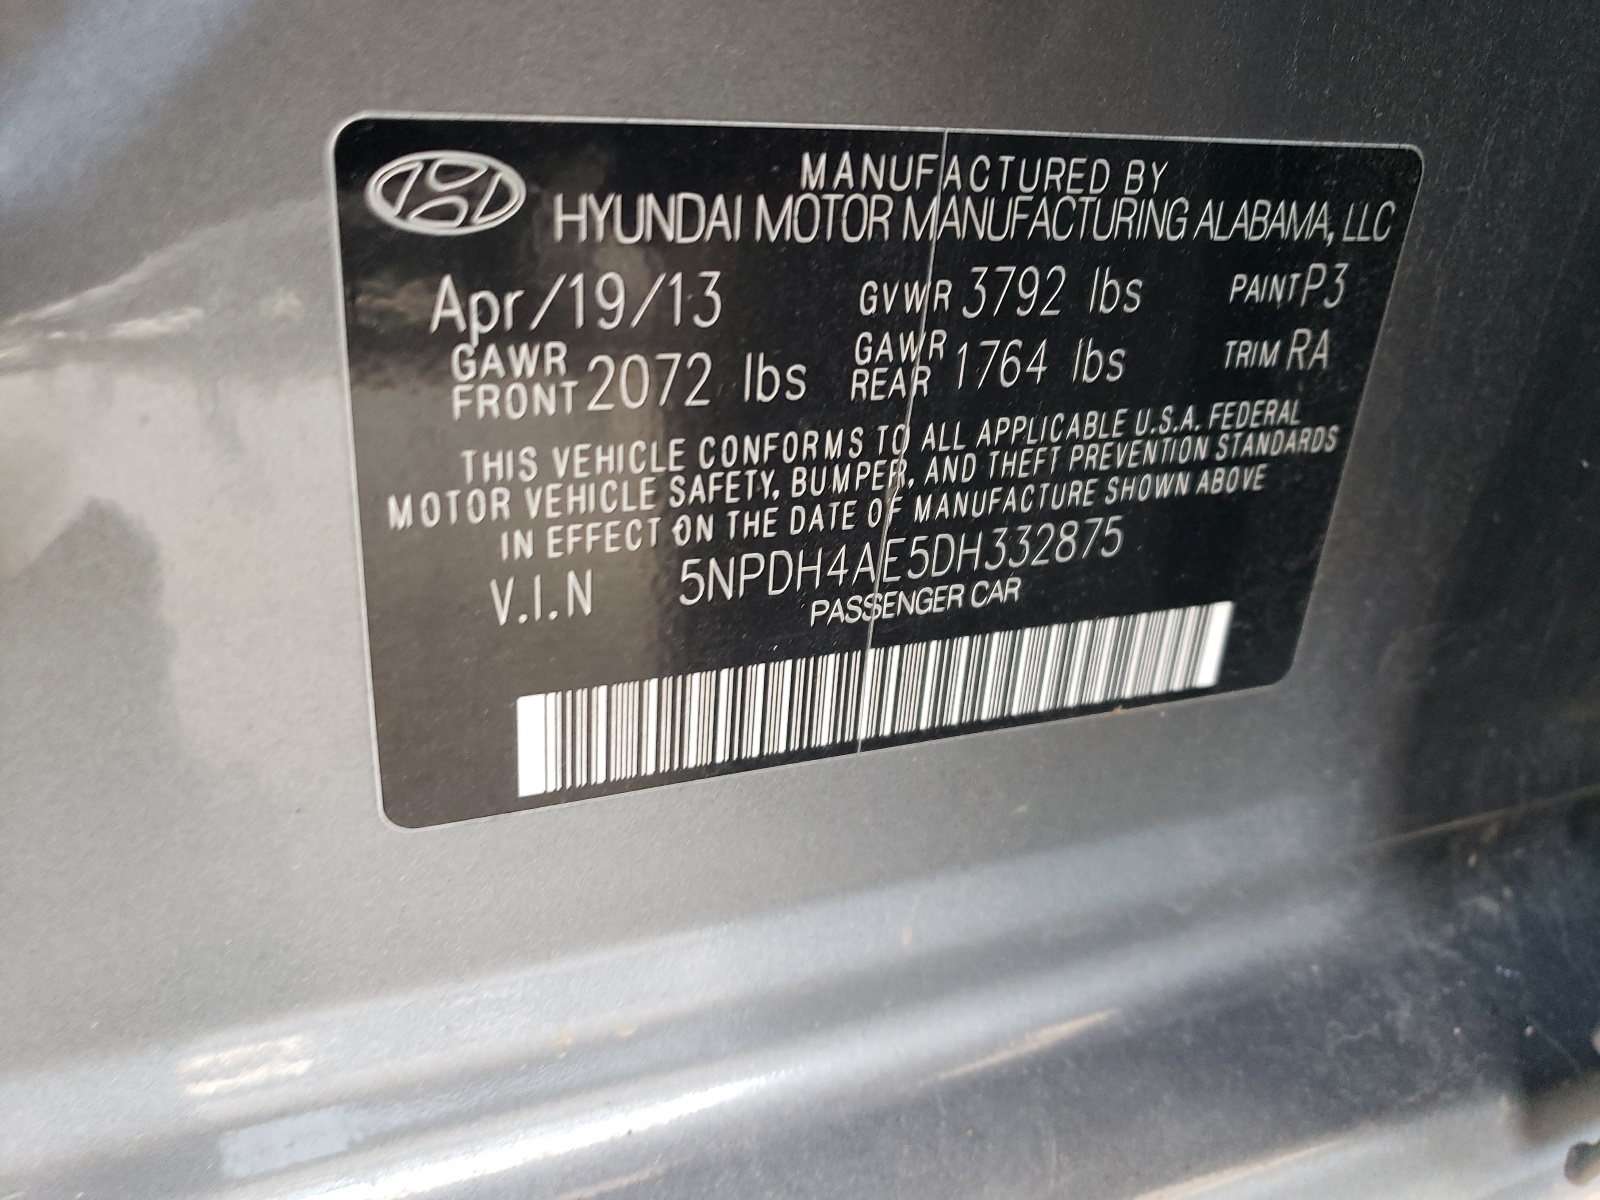 MANUFACTURED BY
HYUNDAI MOTOR MANUFACTURING ALABAMA, LLC
Apr/19/13 GVWR 3792 lbs PAINT P3
GAWR FRONT 2072 lbs GAWR REAR 1764 lbs TRIM RA
THIS VEHICLE CONFORMS TO ALL APPLICABLE U.S.A. FEDERAL
MOTOR VEHICLE SAFETY, BUMPER, AND THEFT PREVENTION STANDARDS
IN EFFECT ON THE DATE OF MANUFACTURE SHOWN ABOVE
V.I.N 5NPDH4AE5DH332875
PASSENGER CAR